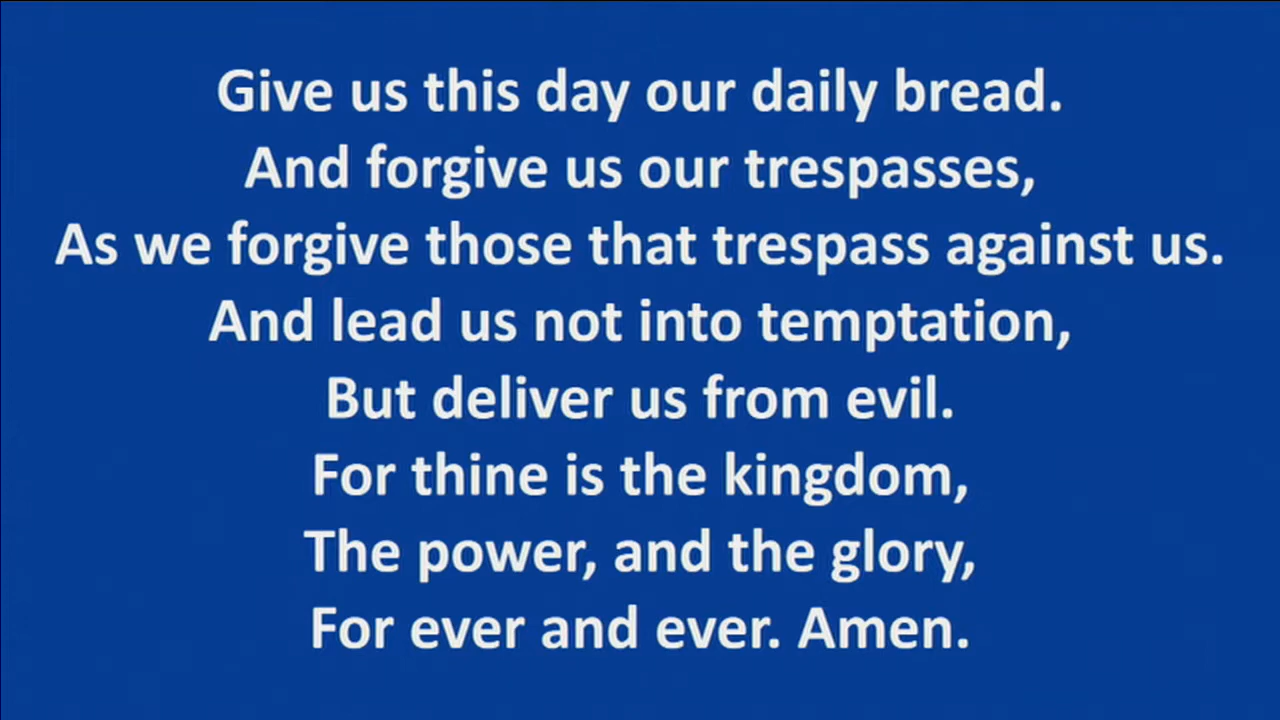 Give us this day our daily bread.
And forgive us our trespasses,
As we forgive those that trespass against us.
And lead us not into temptation,
But deliver us from evil.
For thine is the kingdom,
The power, and the glory,
For ever and ever. Amen.